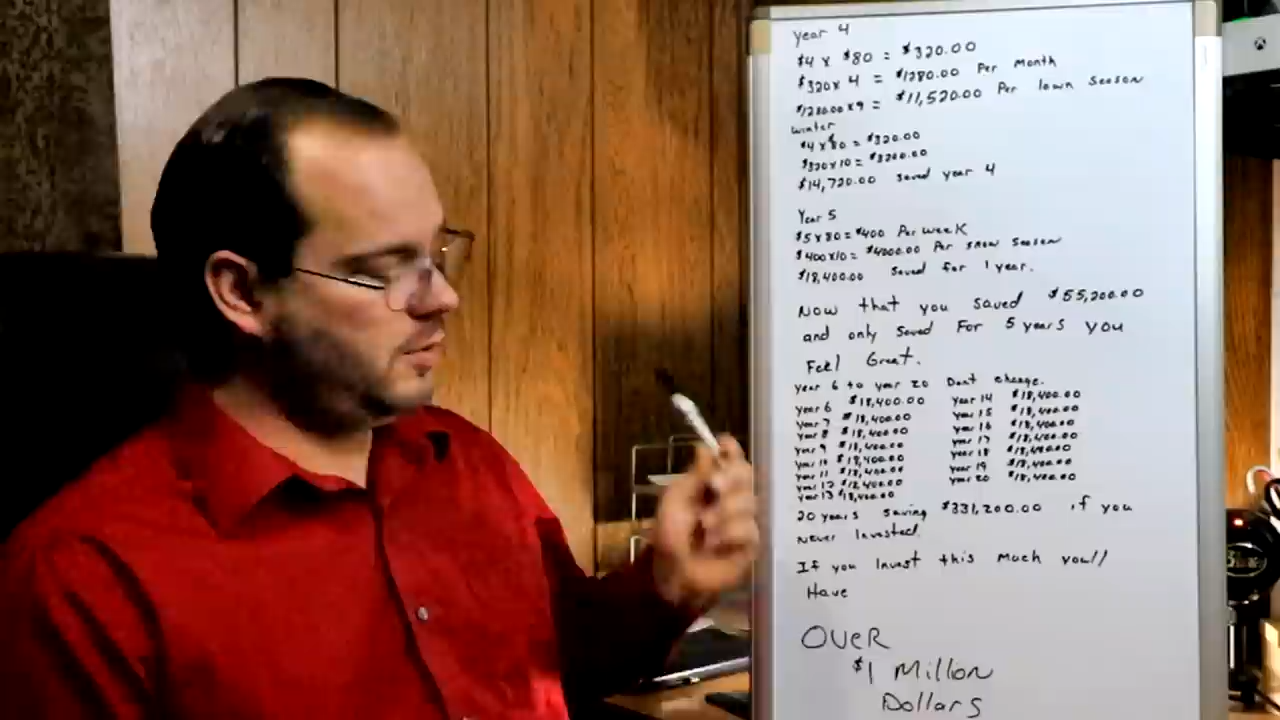 Year 4
$4 x $80 = $320.00
$320 x 4 = $1280.00 Per Month
$1280.00 x 9 = $11,520.00 Per lawn Season
winter
$4 x 80 = $320.00
$320 x 10 = $3200.00
$14,720.00 saved year 4
Year 5
$5 x 80 = $400 Per week
$400 x 10 = $4000.00 Per snow season
$18,400.00 saved for 1 year.
Now that you saved $55,200.00
and only saved For 5 years you
Feel Great.
Year 6 to year 20 Dont change.
Year 6 $18,400.00 Year 14 $18,400.00
Year 7 $18,400.00 Year 15 $18,400.00
Year 8 $18,400.00 Year 16 $18,400.00
Year 9 $18,400.00 Year 17 $18,400.00
Year 10 $18,400.00 Year 18 $18,400.00
Year 11 $18,400.00 Year 19 $18,400.00
Year 12 $18,400.00 Year 20 $18,400.00
Year 13 $18,400.00
20 years saving $331,200.00 if you
Never Invested.
If you Invest this Much you'll
Have
OVER
$1 Millon
Dollars